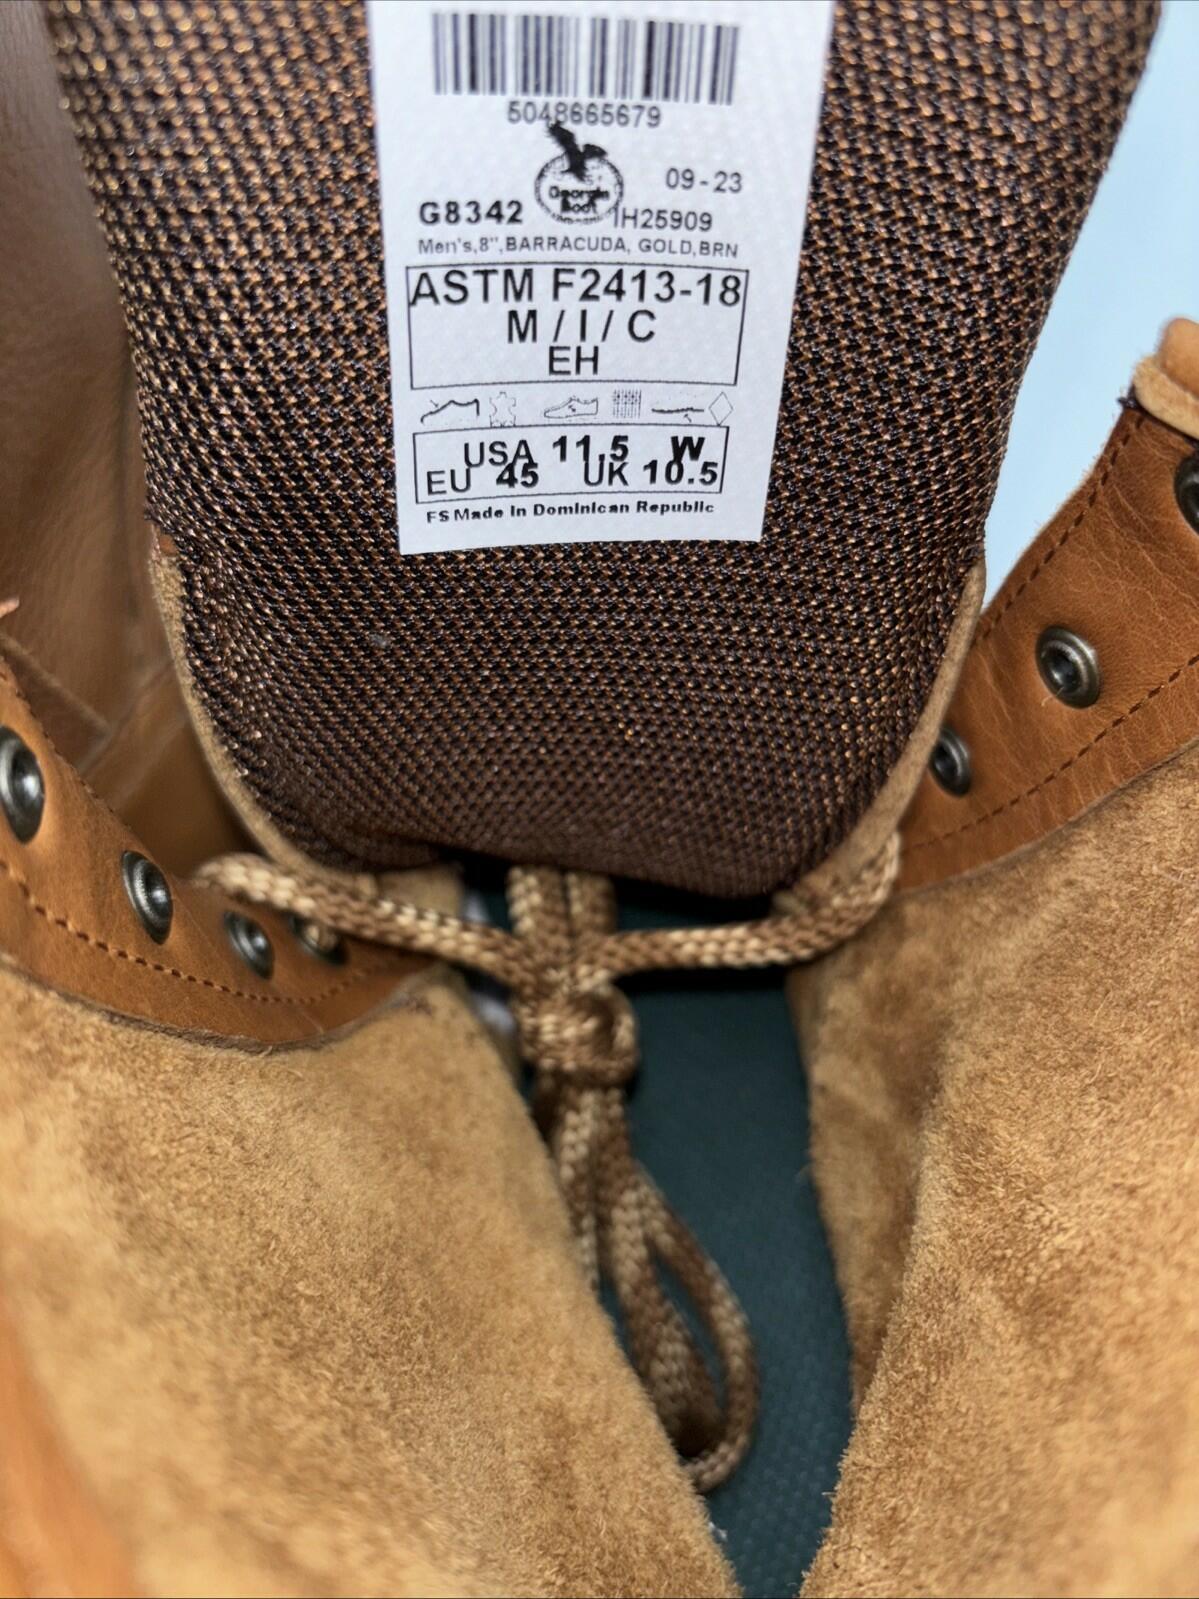 5048665679
Georgia
Boot
09-23
G8342
IH25909
Men's,8",BARRACUDA, GOLD,BRN
ASTM F2413-18
M / I / C
EH
USA 11.5 W
EU 45 UK 10.5
FS Made In Dominican Republic